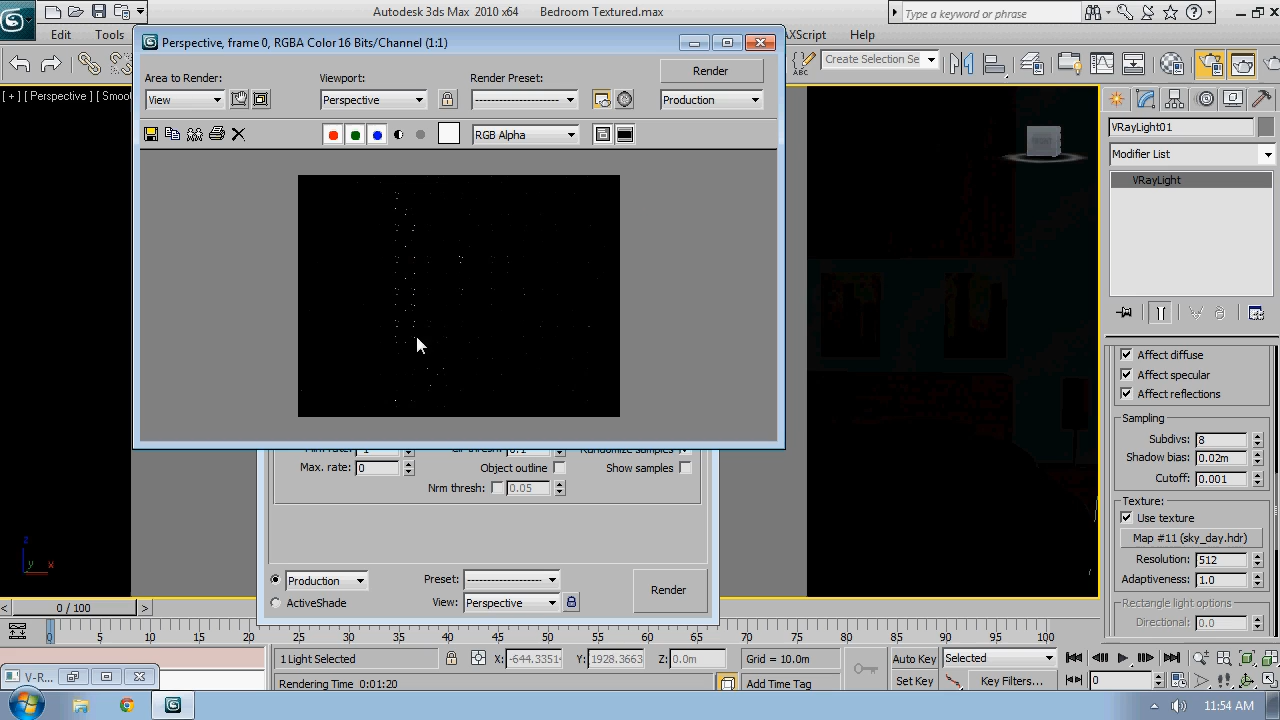 Autodesk 3ds Max 2010 x64 Bedroom Textured.max
Type a keyword or phrase
Edit Too AXScript Help
Perspective, frame 0, RGBA Color 16 Bits/Channel (1:1)
Area to Render: Viewport: Render Preset: Render
View Perspective Production
Create Selection Se
RGB Alpha
[ + ] [ Perspective ] [ Smoo
VRayLight01
Modifier List
VRayLight
Affect diffuse
Affect specular
Affect reflections
Sampling
Subdivs: 8
Shadow bias: 0.02m
Cutoff: 0.001
Texture:
Use texture
Map #11 (sky_day.hdr)
Resolution: 512
Adaptiveness: 1.0
Rectangle light options
Directional: 0.0
Max. rate: 0 Object outline Show samples
Nrm thresh: 0.05
Production Preset: Render
ActiveShade View: Perspective
z
y x
0 / 100
0 5 10 15 20 25 30 35 40 45 50 55 60 65 70 75 80 85 90 95 100
1 Light Selected X: -644.3351 Y: 1928.3663 Z: 0.0m Grid = 10.0m Auto Key Selected
Rendering Time 0:01:20 Add Time Tag Set Key Key Filters... 0
V-R...
11:54 AM